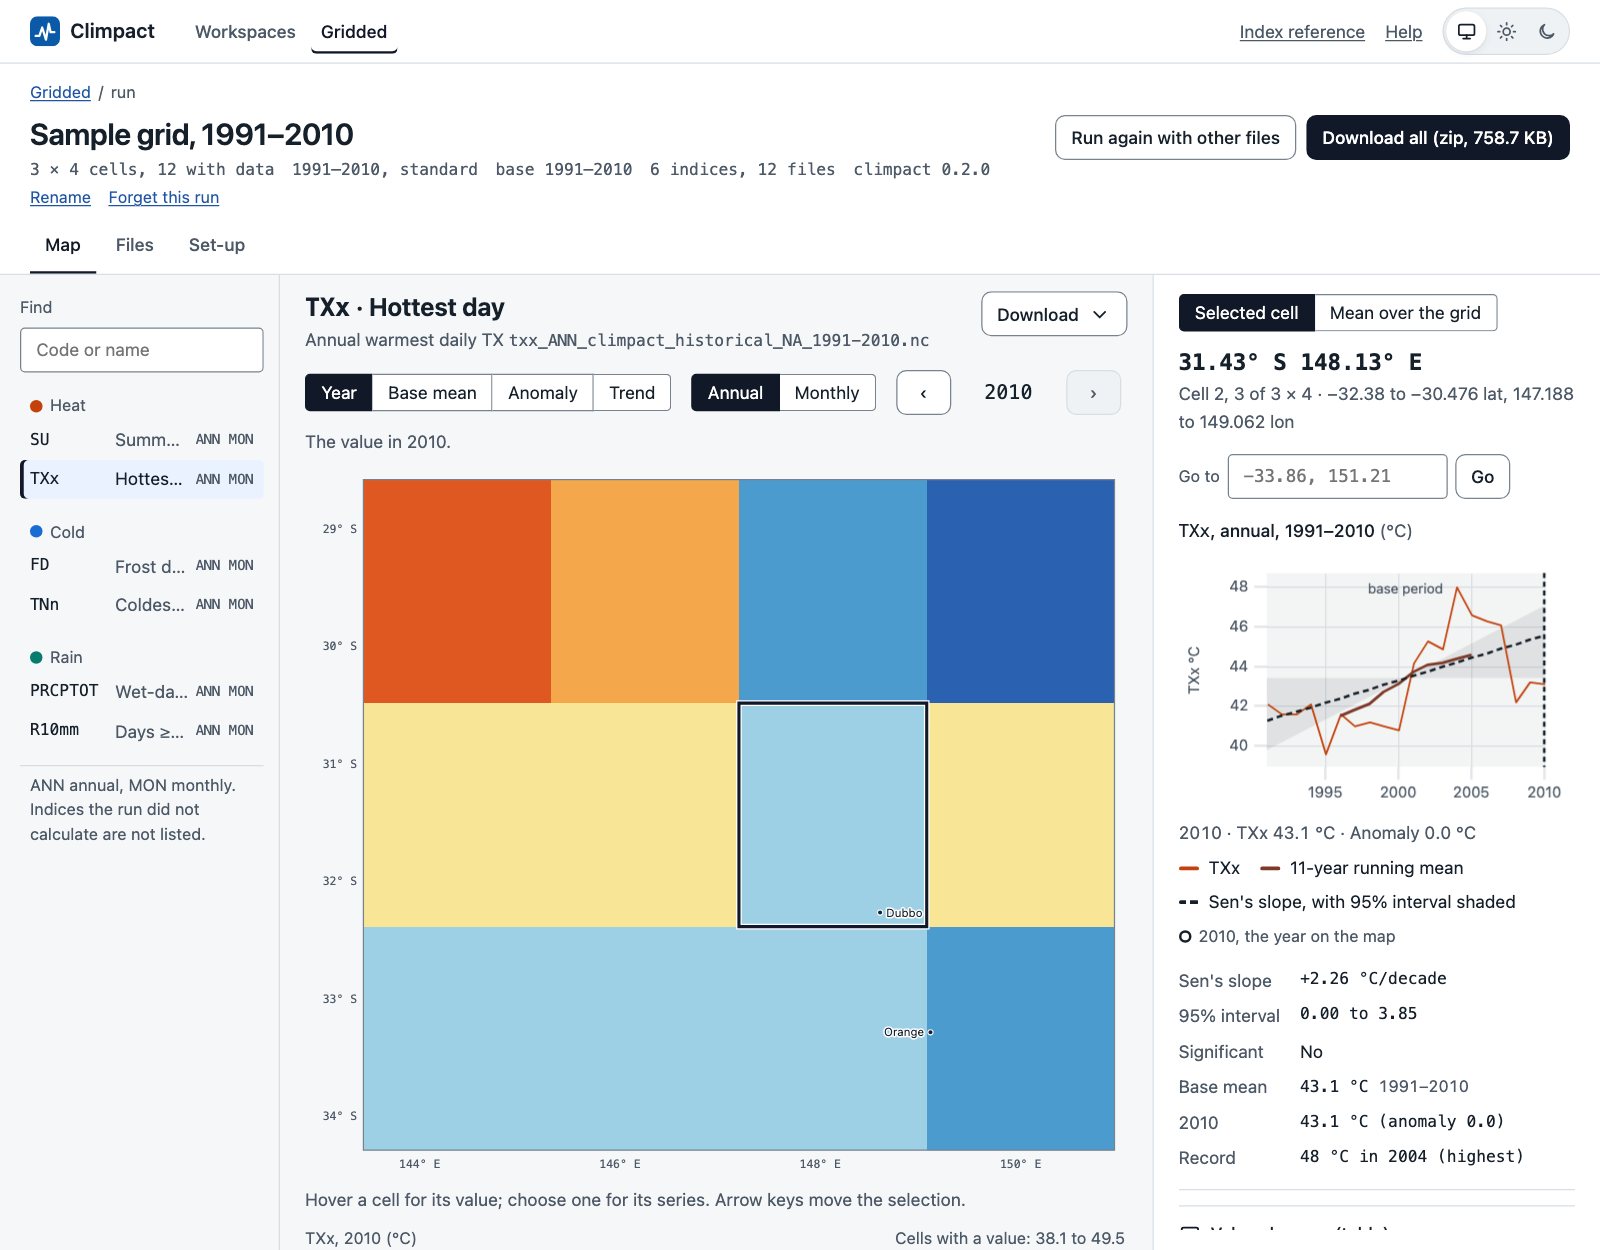 Climpact
Workspaces
Gridded
Index reference
Help
Gridded / run
Sample grid, 1991–2010
3 × 4 cells, 12 with data 1991–2010, standard base 1991–2010 6 indices, 12 files climpact 0.2.0
Rename
Forget this run
Run again with other files
Download all (zip, 758.7 KB)
Map
Files
Set-up
Find
Code or name
Heat
SU Summ... ANN MON
TXx Hottes... ANN MON
Cold
FD Frost d... ANN MON
TNn Coldes... ANN MON
Rain
PRCPTOT Wet-da... ANN MON
R10mm Days ≥... ANN MON
ANN annual, MON monthly.
Indices the run did not
calculate are not listed.
TXx · Hottest day
Annual warmest daily TX txx_ANN_climpact_historical_NA_1991–2010.nc
Download
Year
Base mean
Anomaly
Trend
Annual
Monthly
‹
2010
›
The value in 2010.
29° S
30° S
31° S
32° S
33° S
34° S
Dubbo
Orange
144° E
146° E
148° E
150° E
Hover a cell for its value; choose one for its series. Arrow keys move the selection.
TXx, 2010 (°C)
Cells with a value: 38.1 to 49.5
Selected cell
Mean over the grid
31.43° S 148.13° E
Cell 2, 3 of 3 × 4 · −32.38 to −30.476 lat, 147.188
to 149.062 lon
Go to
−33.86, 151.21
Go
TXx, annual, 1991–2010 (°C)
base period
TXx °C
48
46
44
42
40
1995
2000
2005
2010
2010 · TXx 43.1 °C · Anomaly 0.0 °C
TXx
11-year running mean
Sen's slope, with 95% interval shaded
2010, the year on the map
Sen's slope +2.26 °C/decade
95% interval 0.00 to 3.85
Significant No
Base mean 43.1 °C 1991–2010
2010 43.1 °C (anomaly 0.0)
Record 48 °C in 2004 (highest)